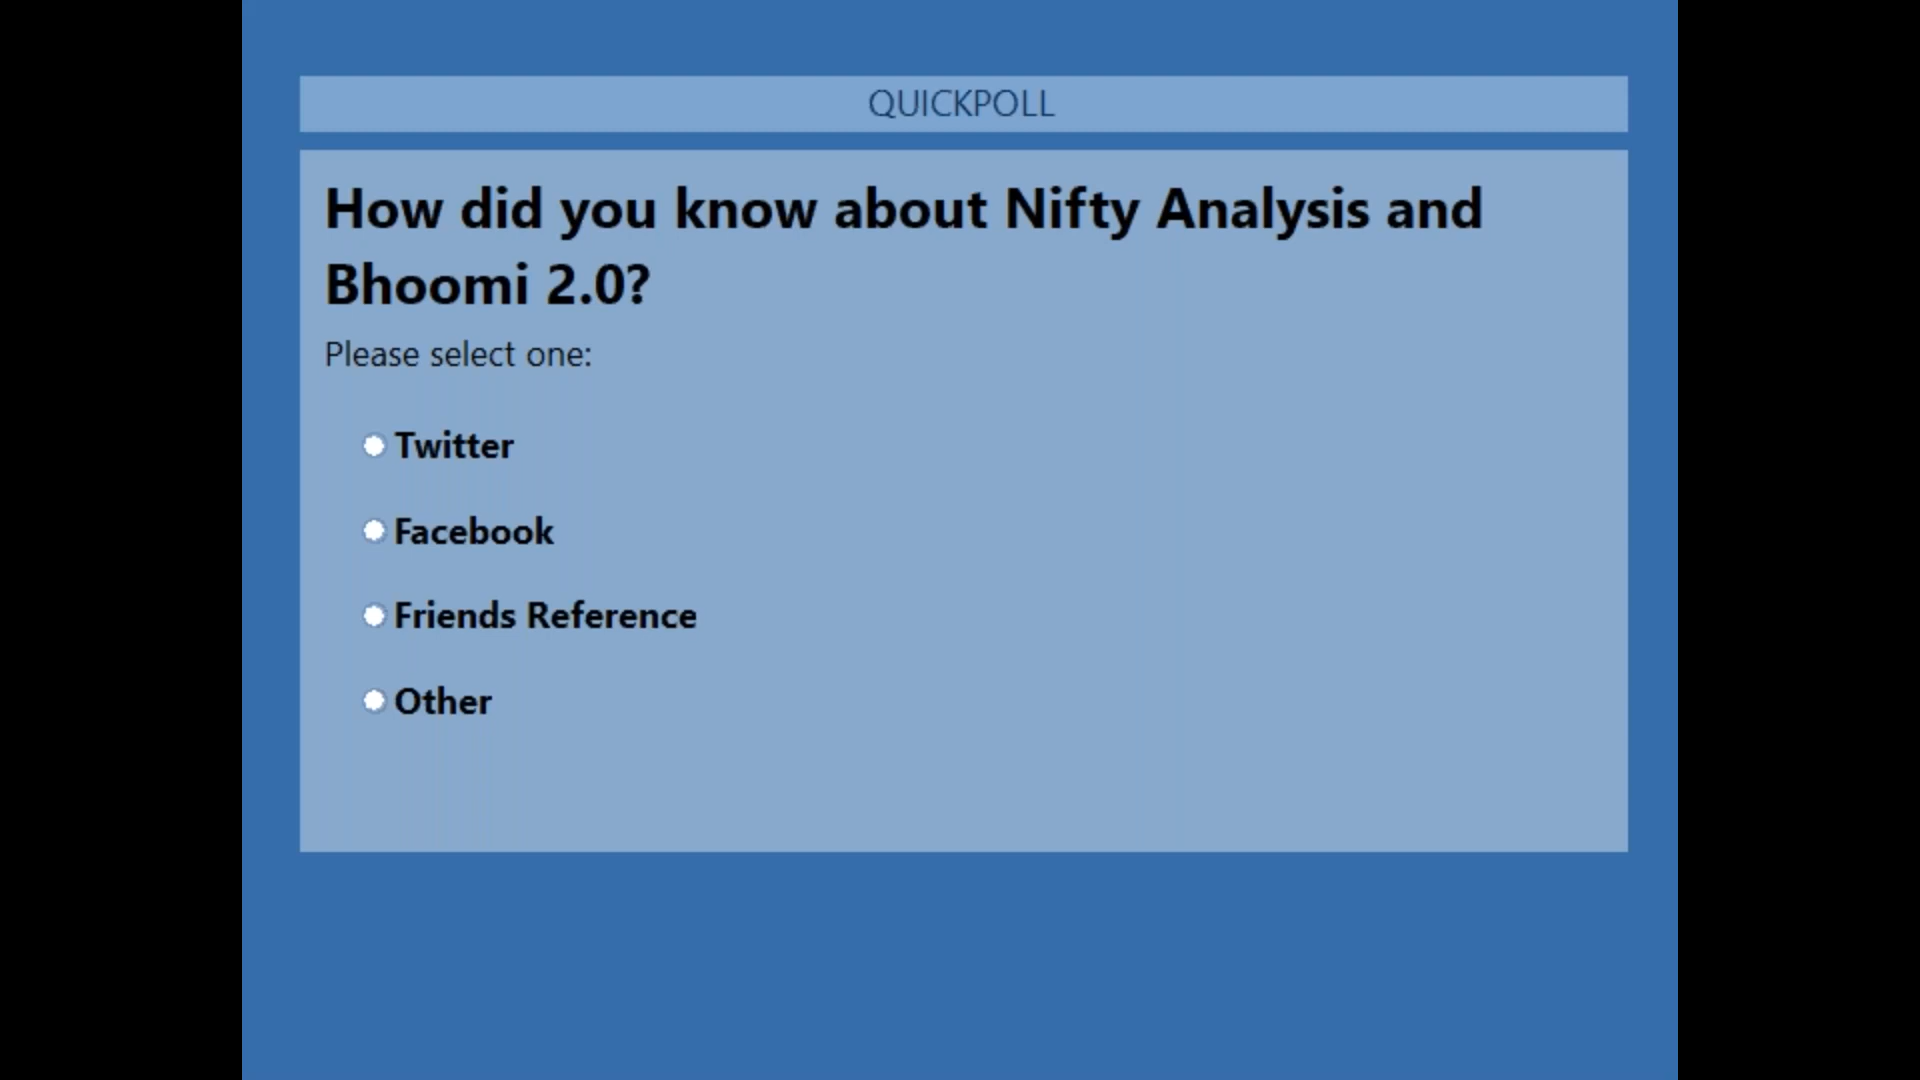 QUICKPOLL
How did you know about Nifty Analysis and
Bhoomi 2.0?
Please select one:
Twitter
Facebook
Friends Reference
Other